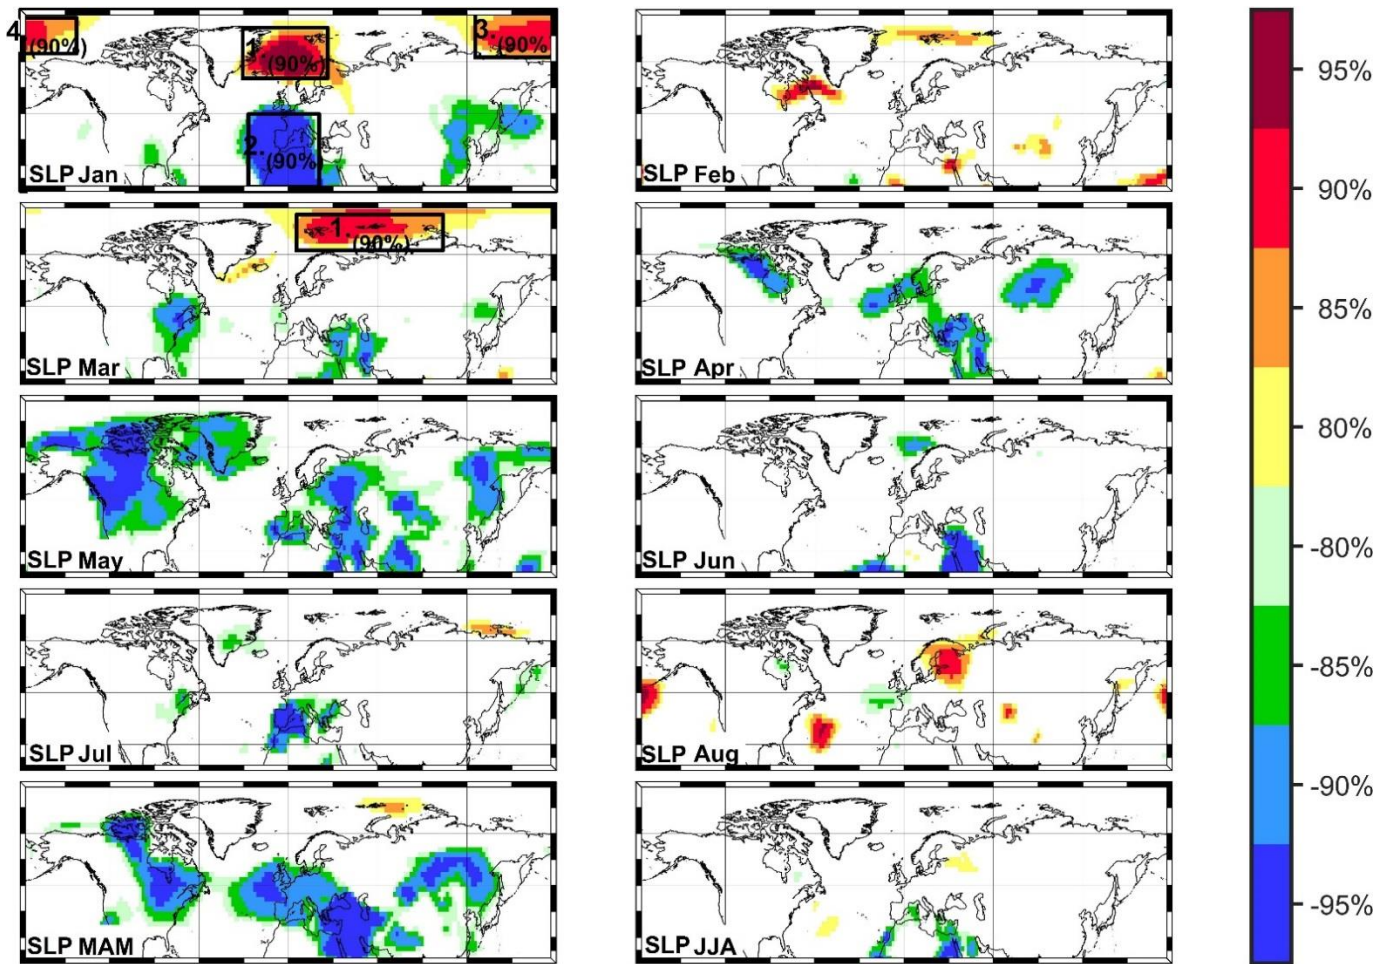 4.
(90%)
1.
(90%)
3.
(90%
2.
(90%)
SLP Jan
SLP Feb
1.
(90%)
SLP Mar
SLP Apr
SLP May
SLP Jun
SLP Jul
SLP Aug
SLP MAM
SLP JJA
95%
90%
85%
80%
-80%
-85%
-90%
-95%